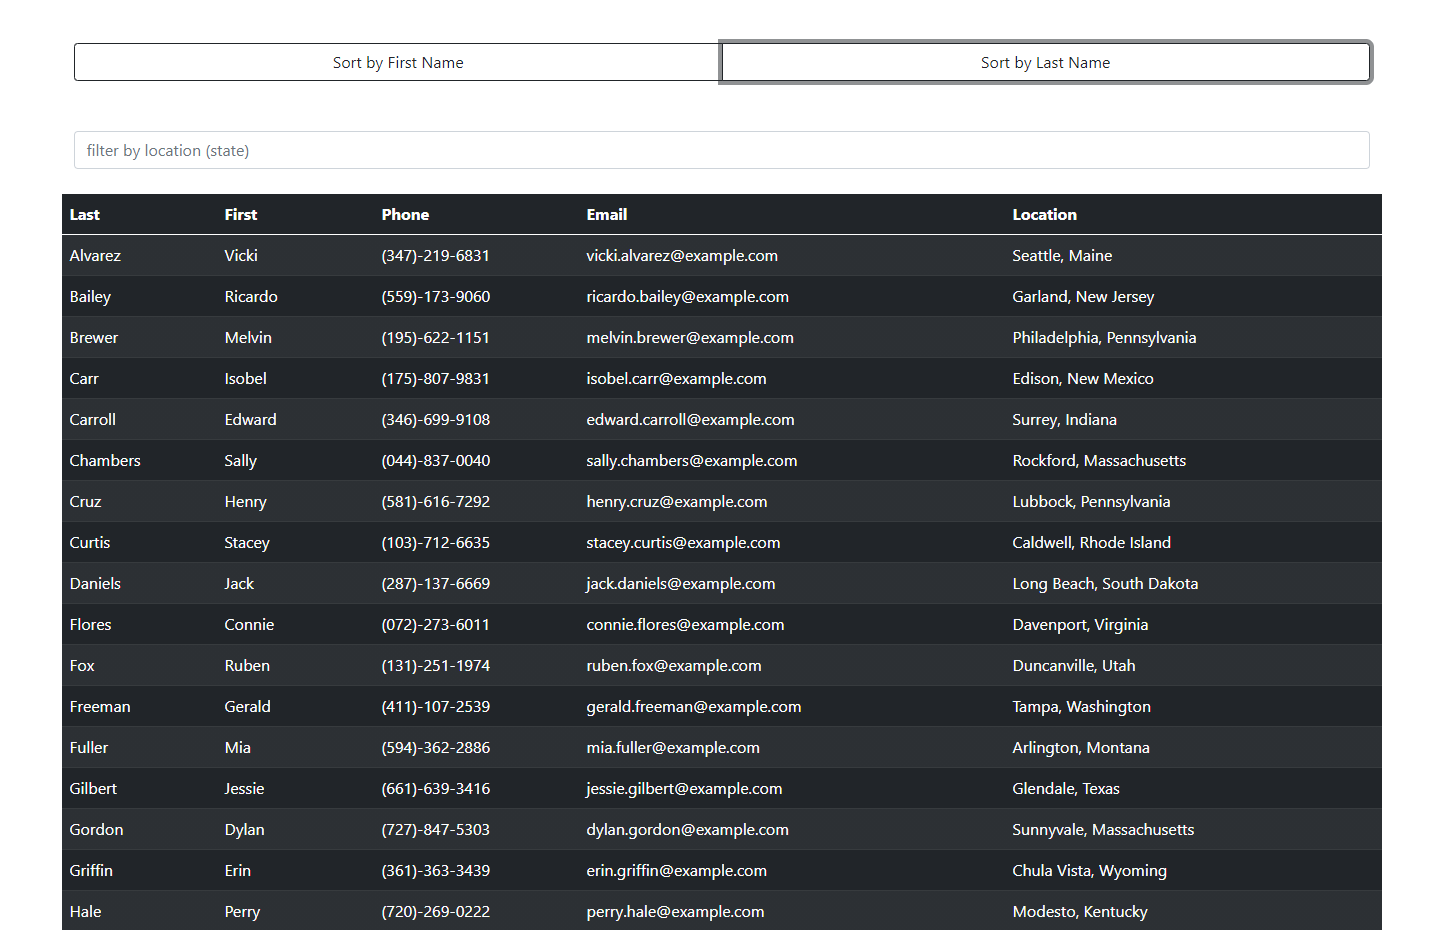 Sort by First Name Sort by Last Name
filter by location (state)
Last First Phone Email Location
Alvarez Vicki (347)-219-6831 vicki.alvarez@example.com Seattle, Maine
Bailey Ricardo (559)-173-9060 ricardo.bailey@example.com Garland, New Jersey
Brewer Melvin (195)-622-1151 melvin.brewer@example.com Philadelphia, Pennsylvania
Carr Isobel (175)-807-9831 isobel.carr@example.com Edison, New Mexico
Carroll Edward (346)-699-9108 edward.carroll@example.com Surrey, Indiana
Chambers Sally (044)-837-0040 sally.chambers@example.com Rockford, Massachusetts
Cruz Henry (581)-616-7292 henry.cruz@example.com Lubbock, Pennsylvania
Curtis Stacey (103)-712-6635 stacey.curtis@example.com Caldwell, Rhode Island
Daniels Jack (287)-137-6669 jack.daniels@example.com Long Beach, South Dakota
Flores Connie (072)-273-6011 connie.flores@example.com Davenport, Virginia
Fox Ruben (131)-251-1974 ruben.fox@example.com Duncanville, Utah
Freeman Gerald (411)-107-2539 gerald.freeman@example.com Tampa, Washington
Fuller Mia (594)-362-2886 mia.fuller@example.com Arlington, Montana
Gilbert Jessie (661)-639-3416 jessie.gilbert@example.com Glendale, Texas
Gordon Dylan (727)-847-5303 dylan.gordon@example.com Sunnyvale, Massachusetts
Griffin Erin (361)-363-3439 erin.griffin@example.com Chula Vista, Wyoming
Hale Perry (720)-269-0222 perry.hale@example.com Modesto, Kentucky